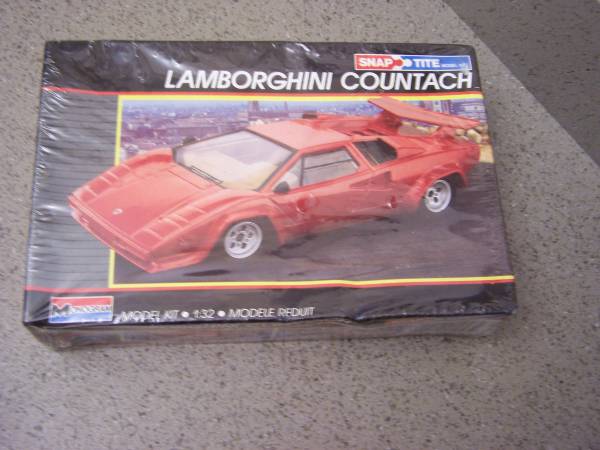 SNAP TITE
LAMBORGHINI COUNTACH
MONOGRAM
MODEL KIT • 1:32 • MODELE REDUIT